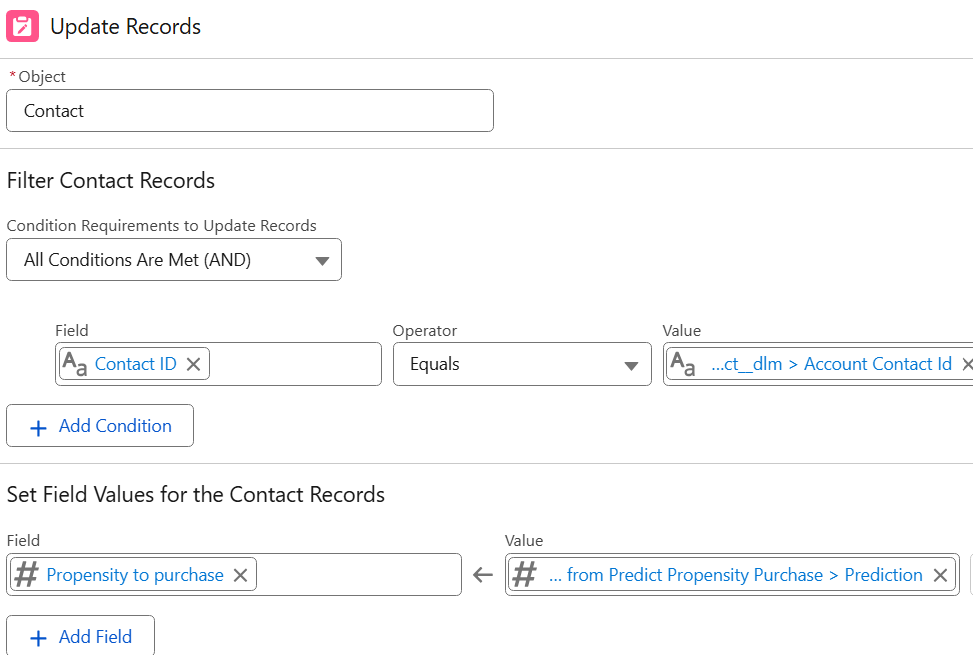 Update Records
*Object
Contact
Filter Contact Records
Condition Requirements to Update Records
All Conditions Are Met (AND)
Field Operator Value
Aa Contact ID Equals Aa ...ct__dlm > Account Contact Id
+ Add Condition
Set Field Values for the Contact Records
Field Value
# Propensity to purchase ← # ... from Predict Propensity Purchase > Prediction
+ Add Field